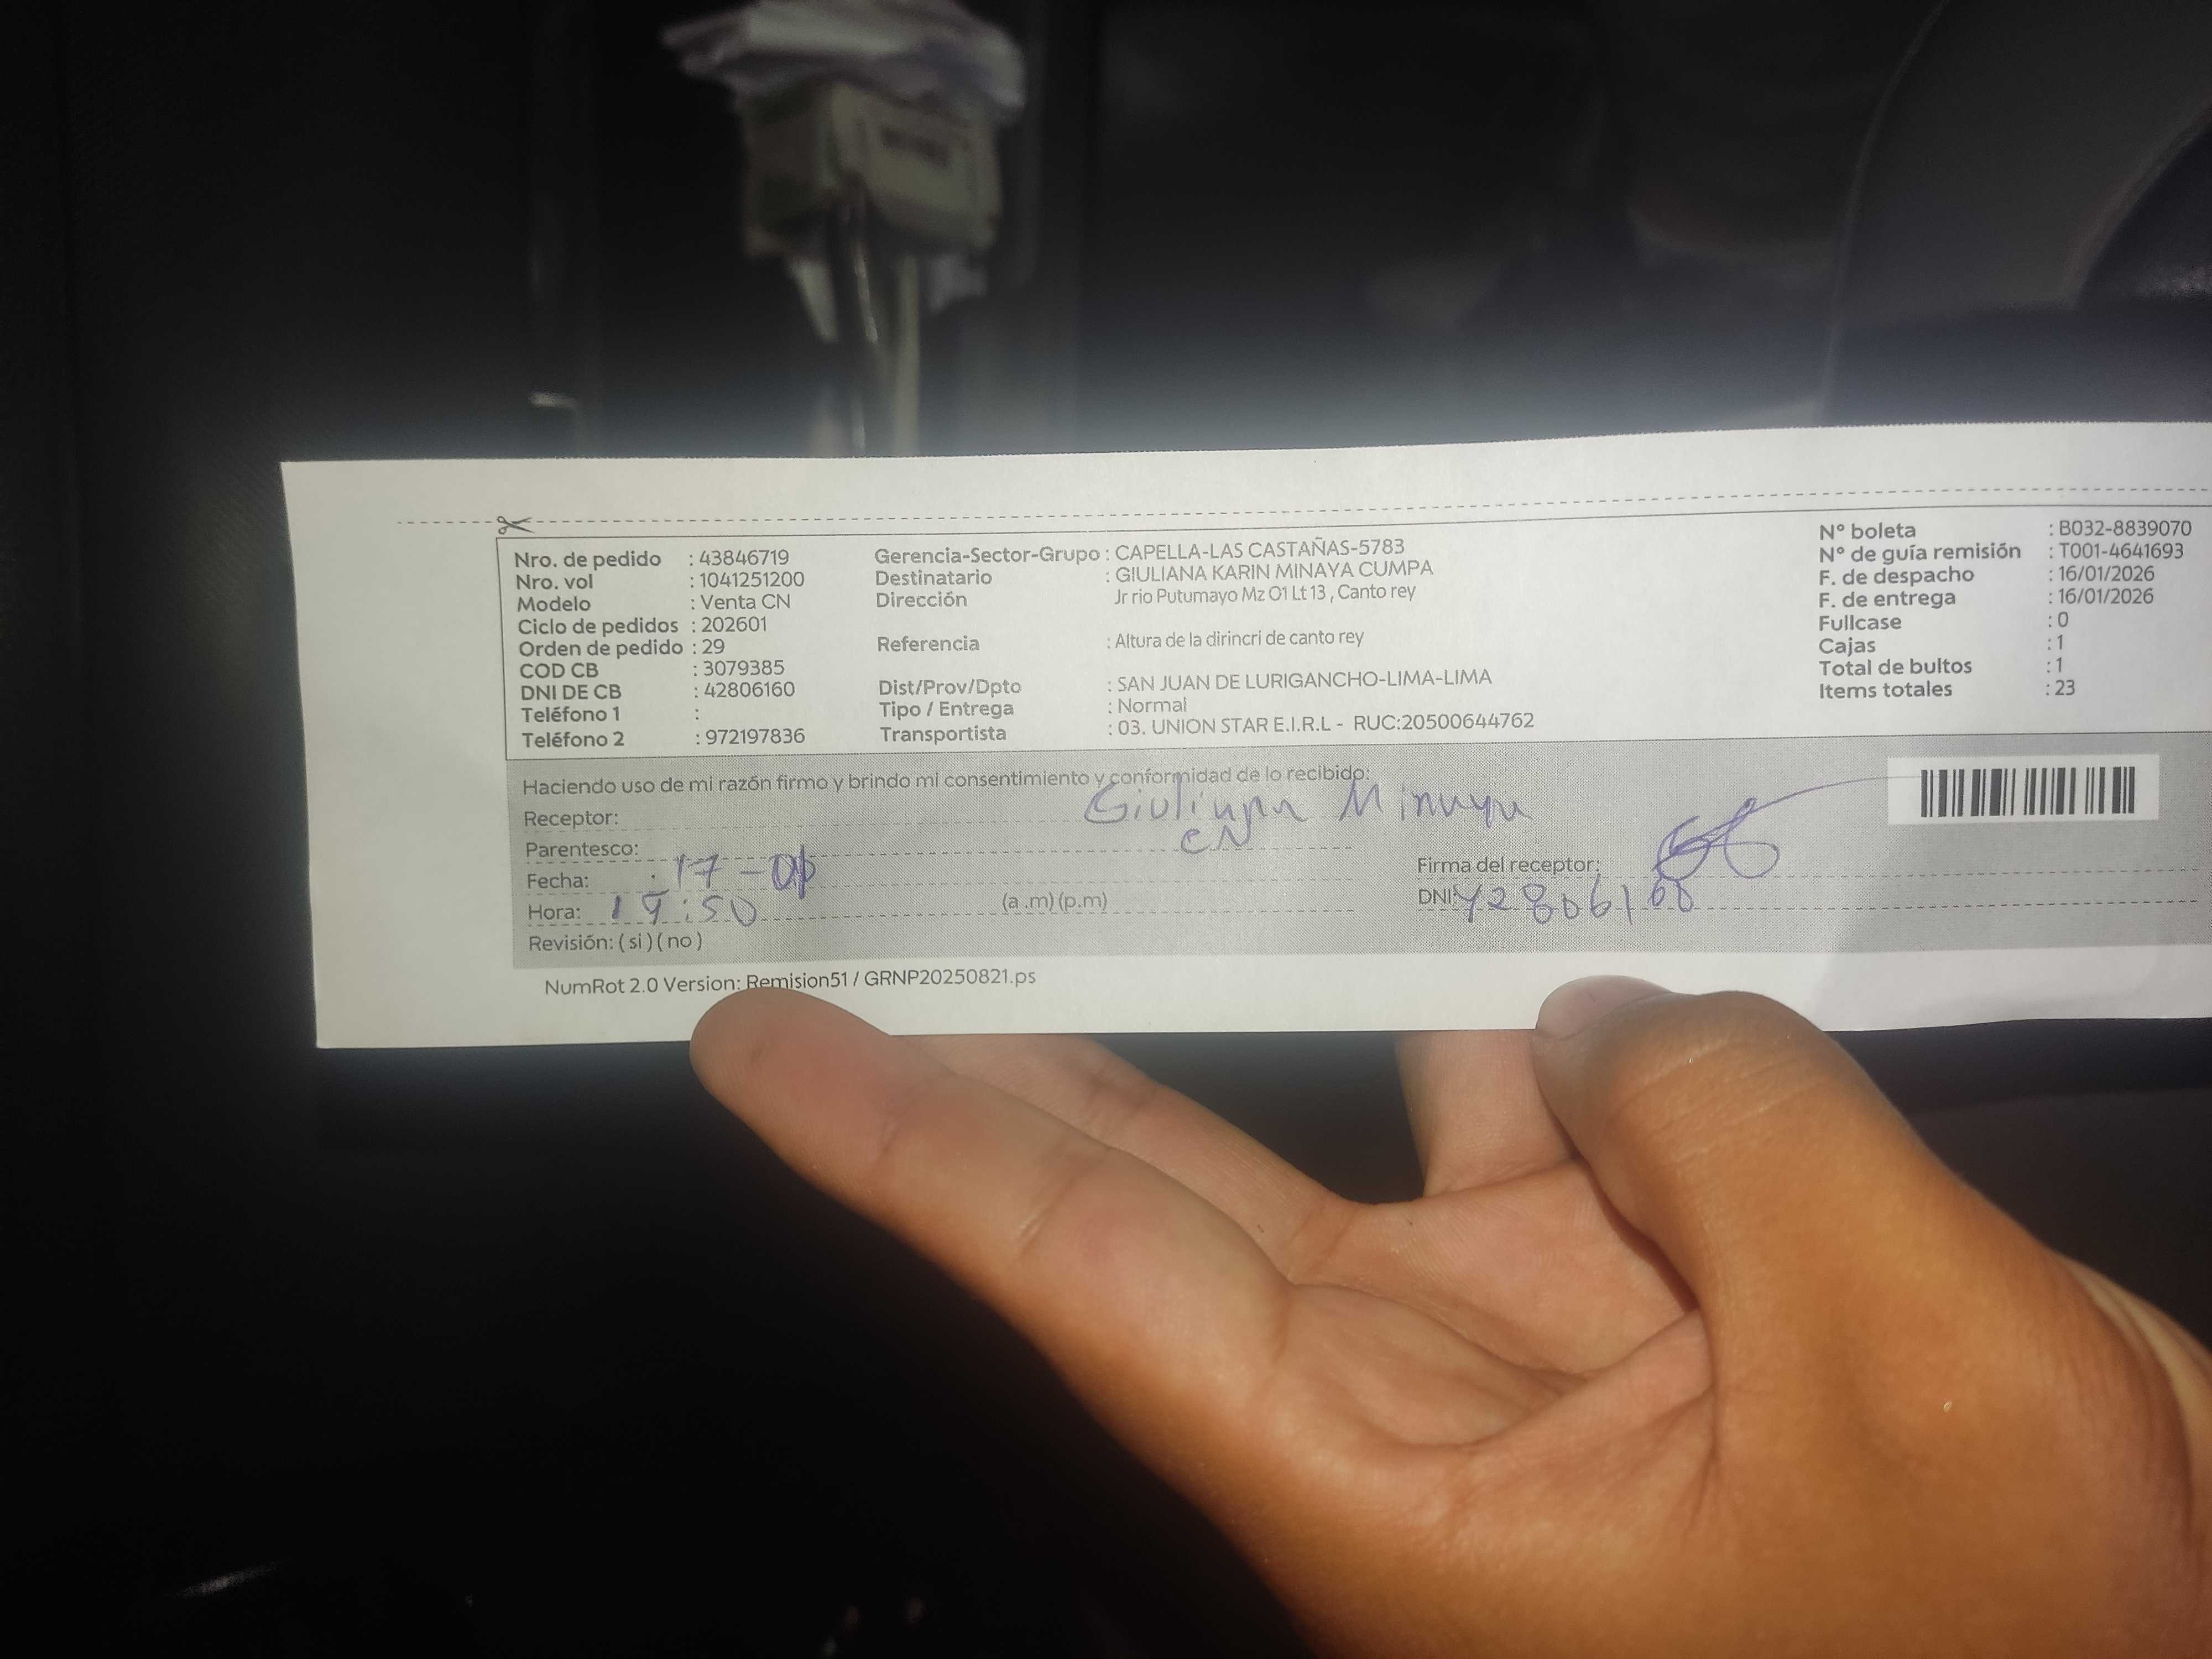 Nro. de pedido : 43846719
Nro. vol : 1041251200
Modelo : Venta CN
Ciclo de pedidos : 202601
Orden de pedido : 29
COD CB : 3079385
DNI DE CB : 42806160
Teléfono 1 :
Teléfono 2 : 972197836
Gerencia-Sector-Grupo : CAPELLA-LAS CASTAÑAS-5783
Destinatario : GIULIANA KARIN MINAYA CUMPA
Dirección Jr rio Putumayo Mz O1 Lt 13 , Canto rey
Referencia : Altura de la dirincri de canto rey
Dist/Prov/Dpto : SAN JUAN DE LURIGANCHO-LIMA-LIMA
Tipo / Entrega : Normal
Transportista : 03. UNION STAR E.I.R.L - RUC:20500644762
N° boleta : B032-8839070
N° de guía remisión : T001-4641693
F. de despacho : 16/01/2026
F. de entrega : 16/01/2026
Fullcase : 0
Cajas : 1
Total de bultos : 1
Items totales : 23
Haciendo uso de mi razón firmo y brindo mi consentimiento y conformidad de lo recibido:
Receptor: Giuliana Minaya
Parentesco: CN
Fecha: 17-01
Hora: :50 (a .m) (p.m)
Revisión: ( si ) ( no )
Firma del receptor:
DNI: 42806160
NumRot 2.0 Version: Remision51 / GRNP20250821.ps